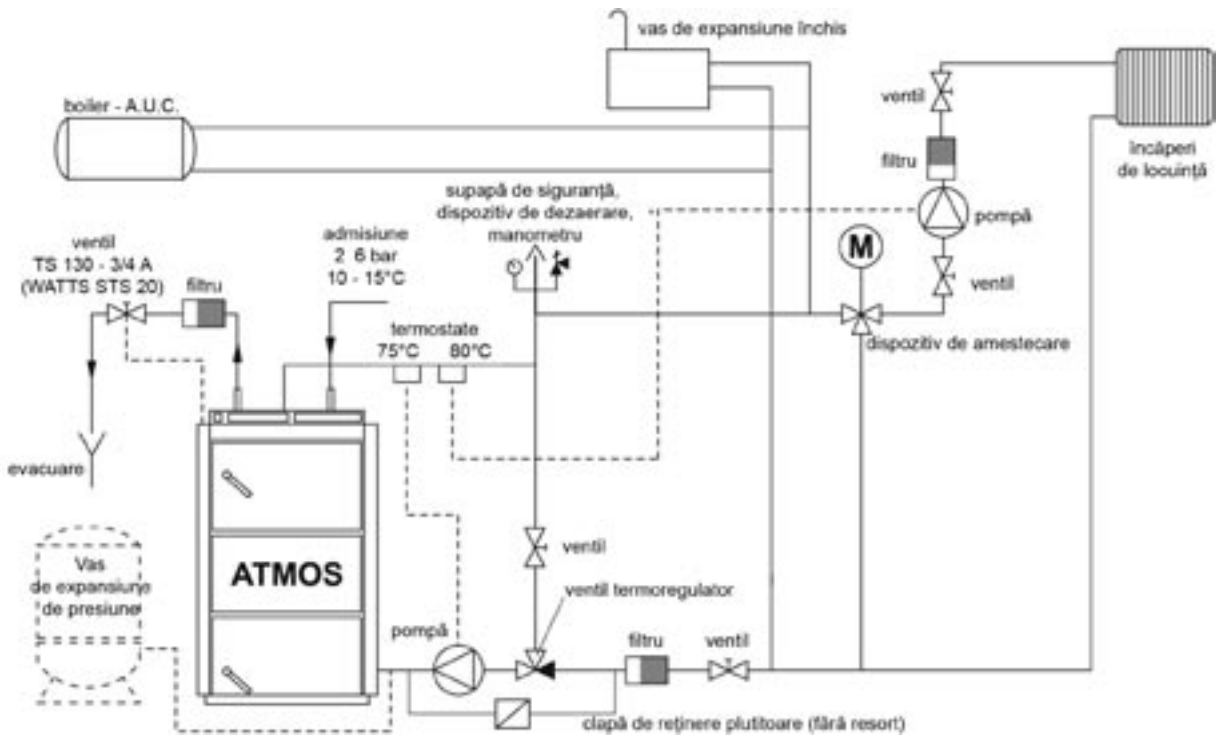 vas de expansiune închis
boiler - A.U.C.
ventil
filtru
încăperi
de locuință
pompă
supapă de siguranță,
dispozitiv de dezaerare,
manometru
M
ventil
dispozitiv de amestecare
admisiune
2 6 bar
10 - 15°C
ventil
TS 130 - 3/4 A
(WATTS STS 20)
filtru
termostate
75°C 80°C
evacuare
Vas
de expansiune
de presiune
ATMOS
ventil
ventil termoregulator
pompă
filtru
ventil
clapă de reținere plutitoare (fără resort)